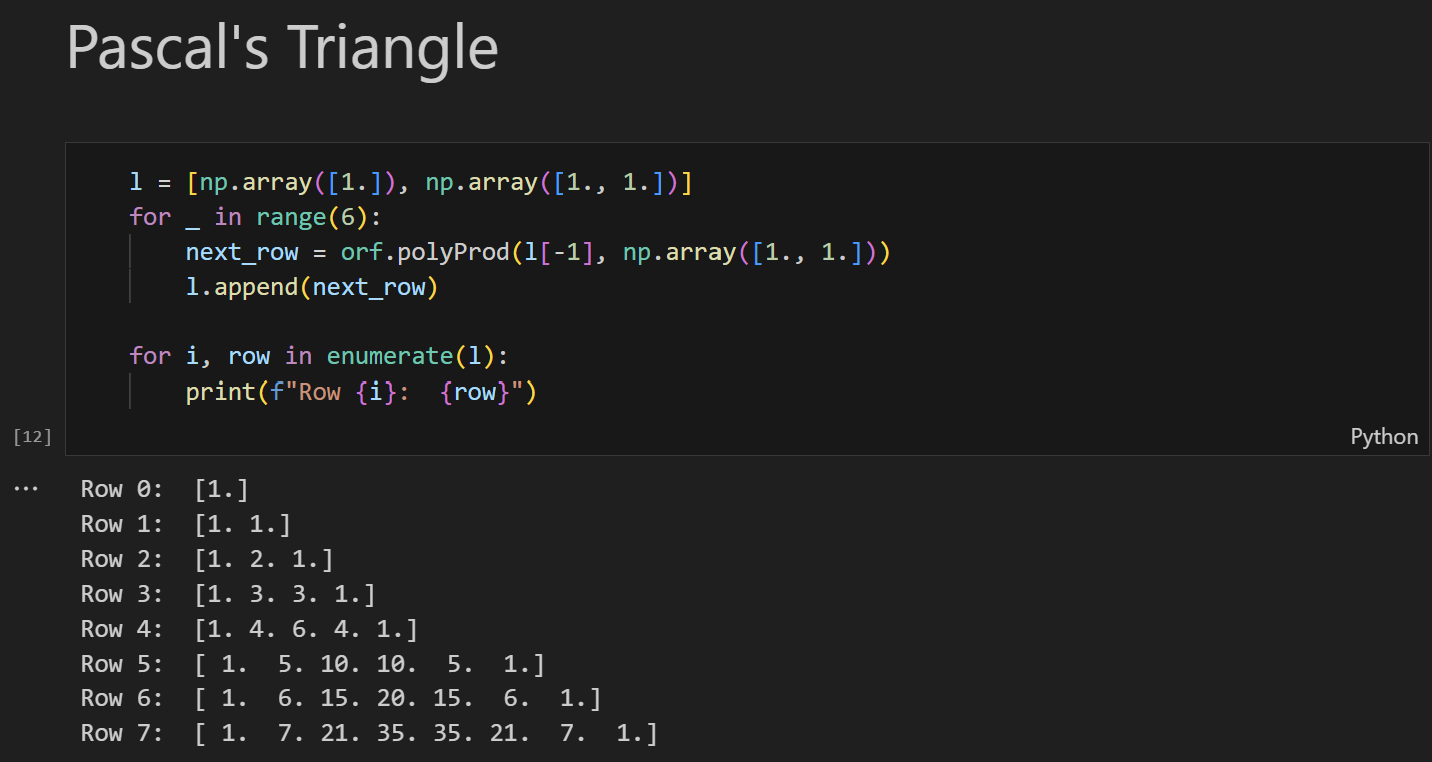 Pascal's Triangle
l = [np.array([1.]), np.array([1., 1.])]
for _ in range(6):
    next_row = orf.polyProd(l[-1], np.array([1., 1.]))
    l.append(next_row)
for i, row in enumerate(l):
    print(f"Row {i}:  {row}")
[12]
Python
...
Row 0:  [1.]
Row 1:  [1. 1.]
Row 2:  [1. 2. 1.]
Row 3:  [1. 3. 3. 1.]
Row 4:  [1. 4. 6. 4. 1.]
Row 5:  [ 1.  5. 10. 10.  5.  1.]
Row 6:  [ 1.  6. 15. 20. 15.  6.  1.]
Row 7:  [ 1.  7. 21. 35. 35. 21.  7.  1.]